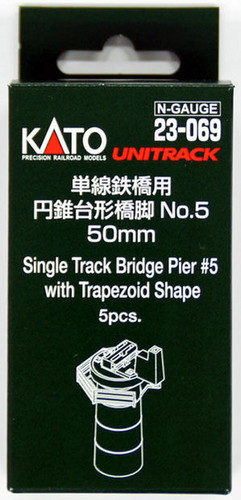 N-GAUGE
23-069
KATO
PRECISION RAILROAD MODELS
UNITRACK
単線鉄橋用
円錐台形橋脚 No.5
50mm
Single Track Bridge Pier #5
with Trapezoid Shape
5pcs.